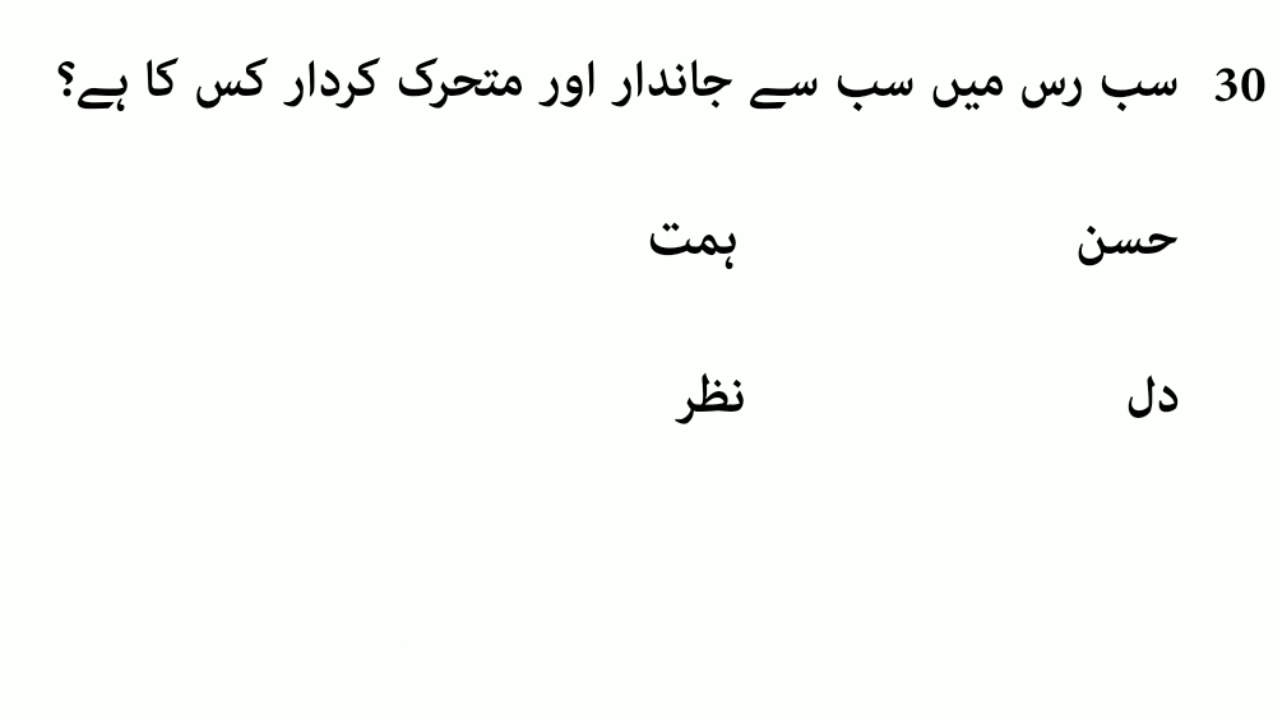 30 سب رس میں سب سے جاندار اور متحرک کردار کس کا ہے؟
حسن ہمت
دل نظر